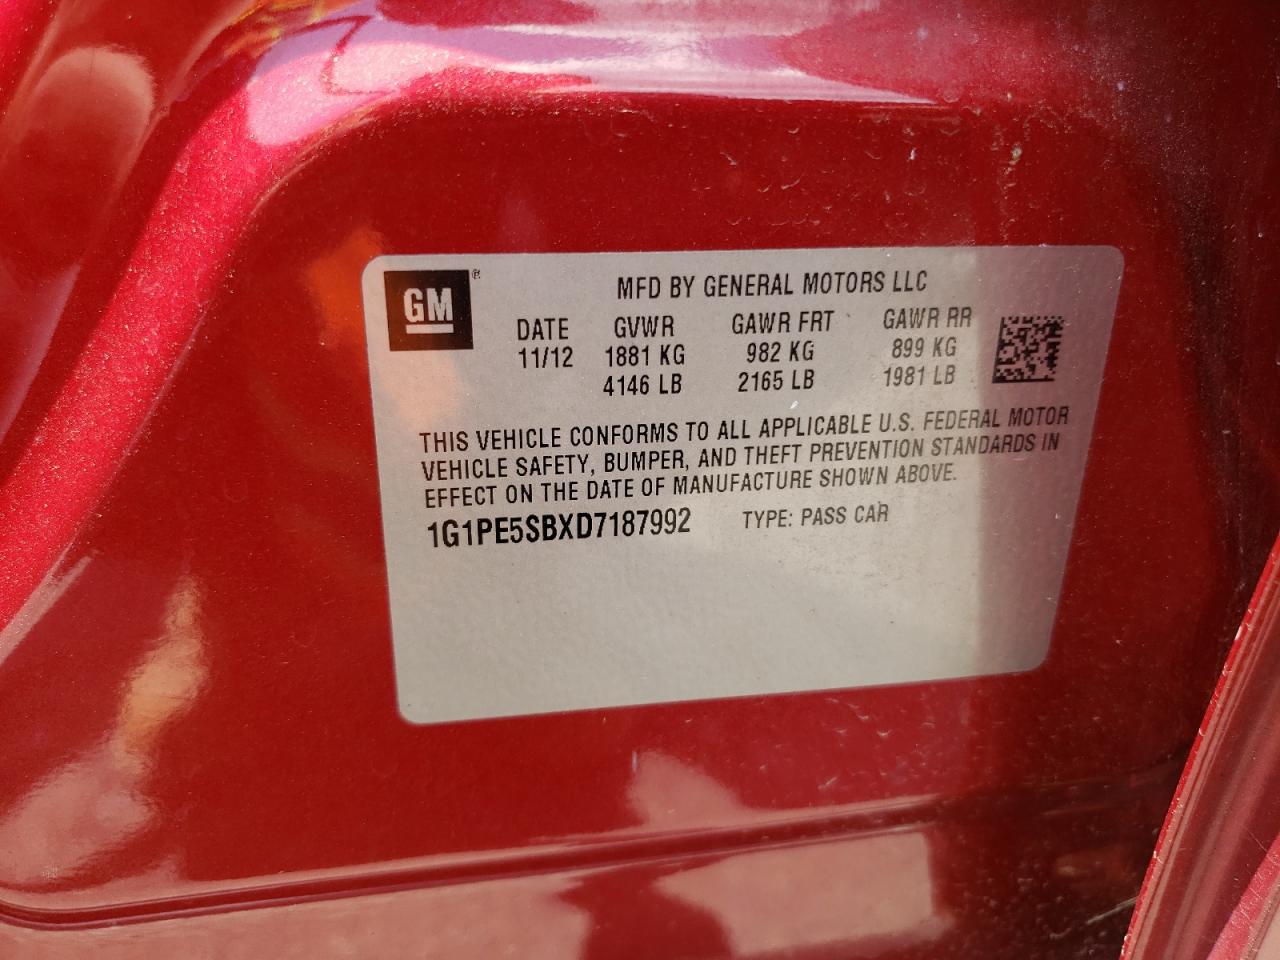 GM ®
MFD BY GENERAL MOTORS LLC
DATE GVWR GAWR FRT GAWR RR
11/12 1881 KG 982 KG 899 KG
4146 LB 2165 LB 1981 LB
THIS VEHICLE CONFORMS TO ALL APPLICABLE U.S. FEDERAL MOTOR
VEHICLE SAFETY, BUMPER, AND THEFT PREVENTION STANDARDS IN
EFFECT ON THE DATE OF MANUFACTURE SHOWN ABOVE.
1G1PE5SBXD7187992 TYPE: PASS CAR